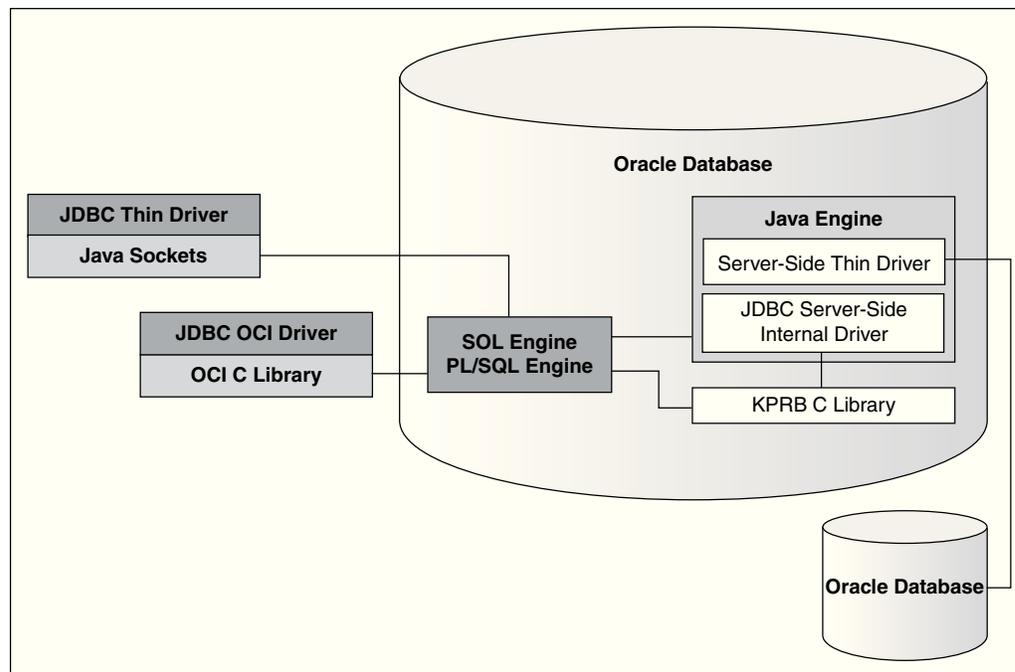 Oracle Database
JDBC Thin Driver
Java Sockets
Java Engine
Server-Side Thin Driver
JDBC Server-Side
Internal Driver
JDBC OCI Driver
OCI C Library
SOL Engine
PL/SQL Engine
KPRB C Library
Oracle Database